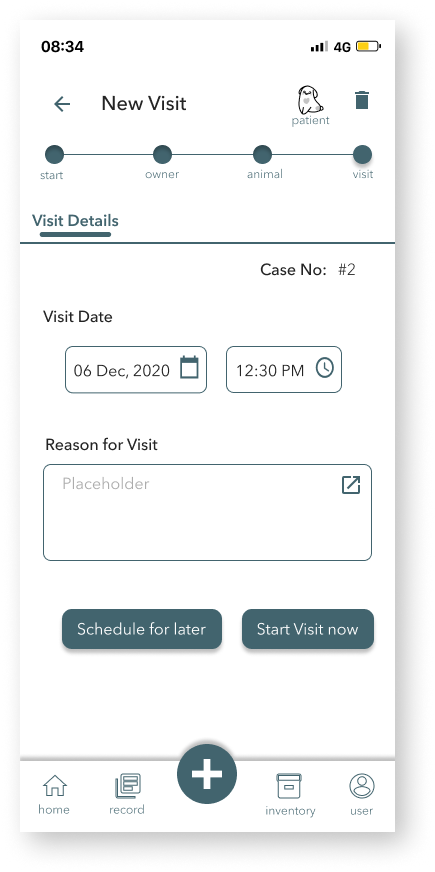 08:34
4G
New Visit
patient
start owner animal visit
Visit Details
Case No: #2
Visit Date
06 Dec, 2020 12:30 PM
Reason for Visit
Placeholder
Schedule for later Start Visit now
home record inventory user